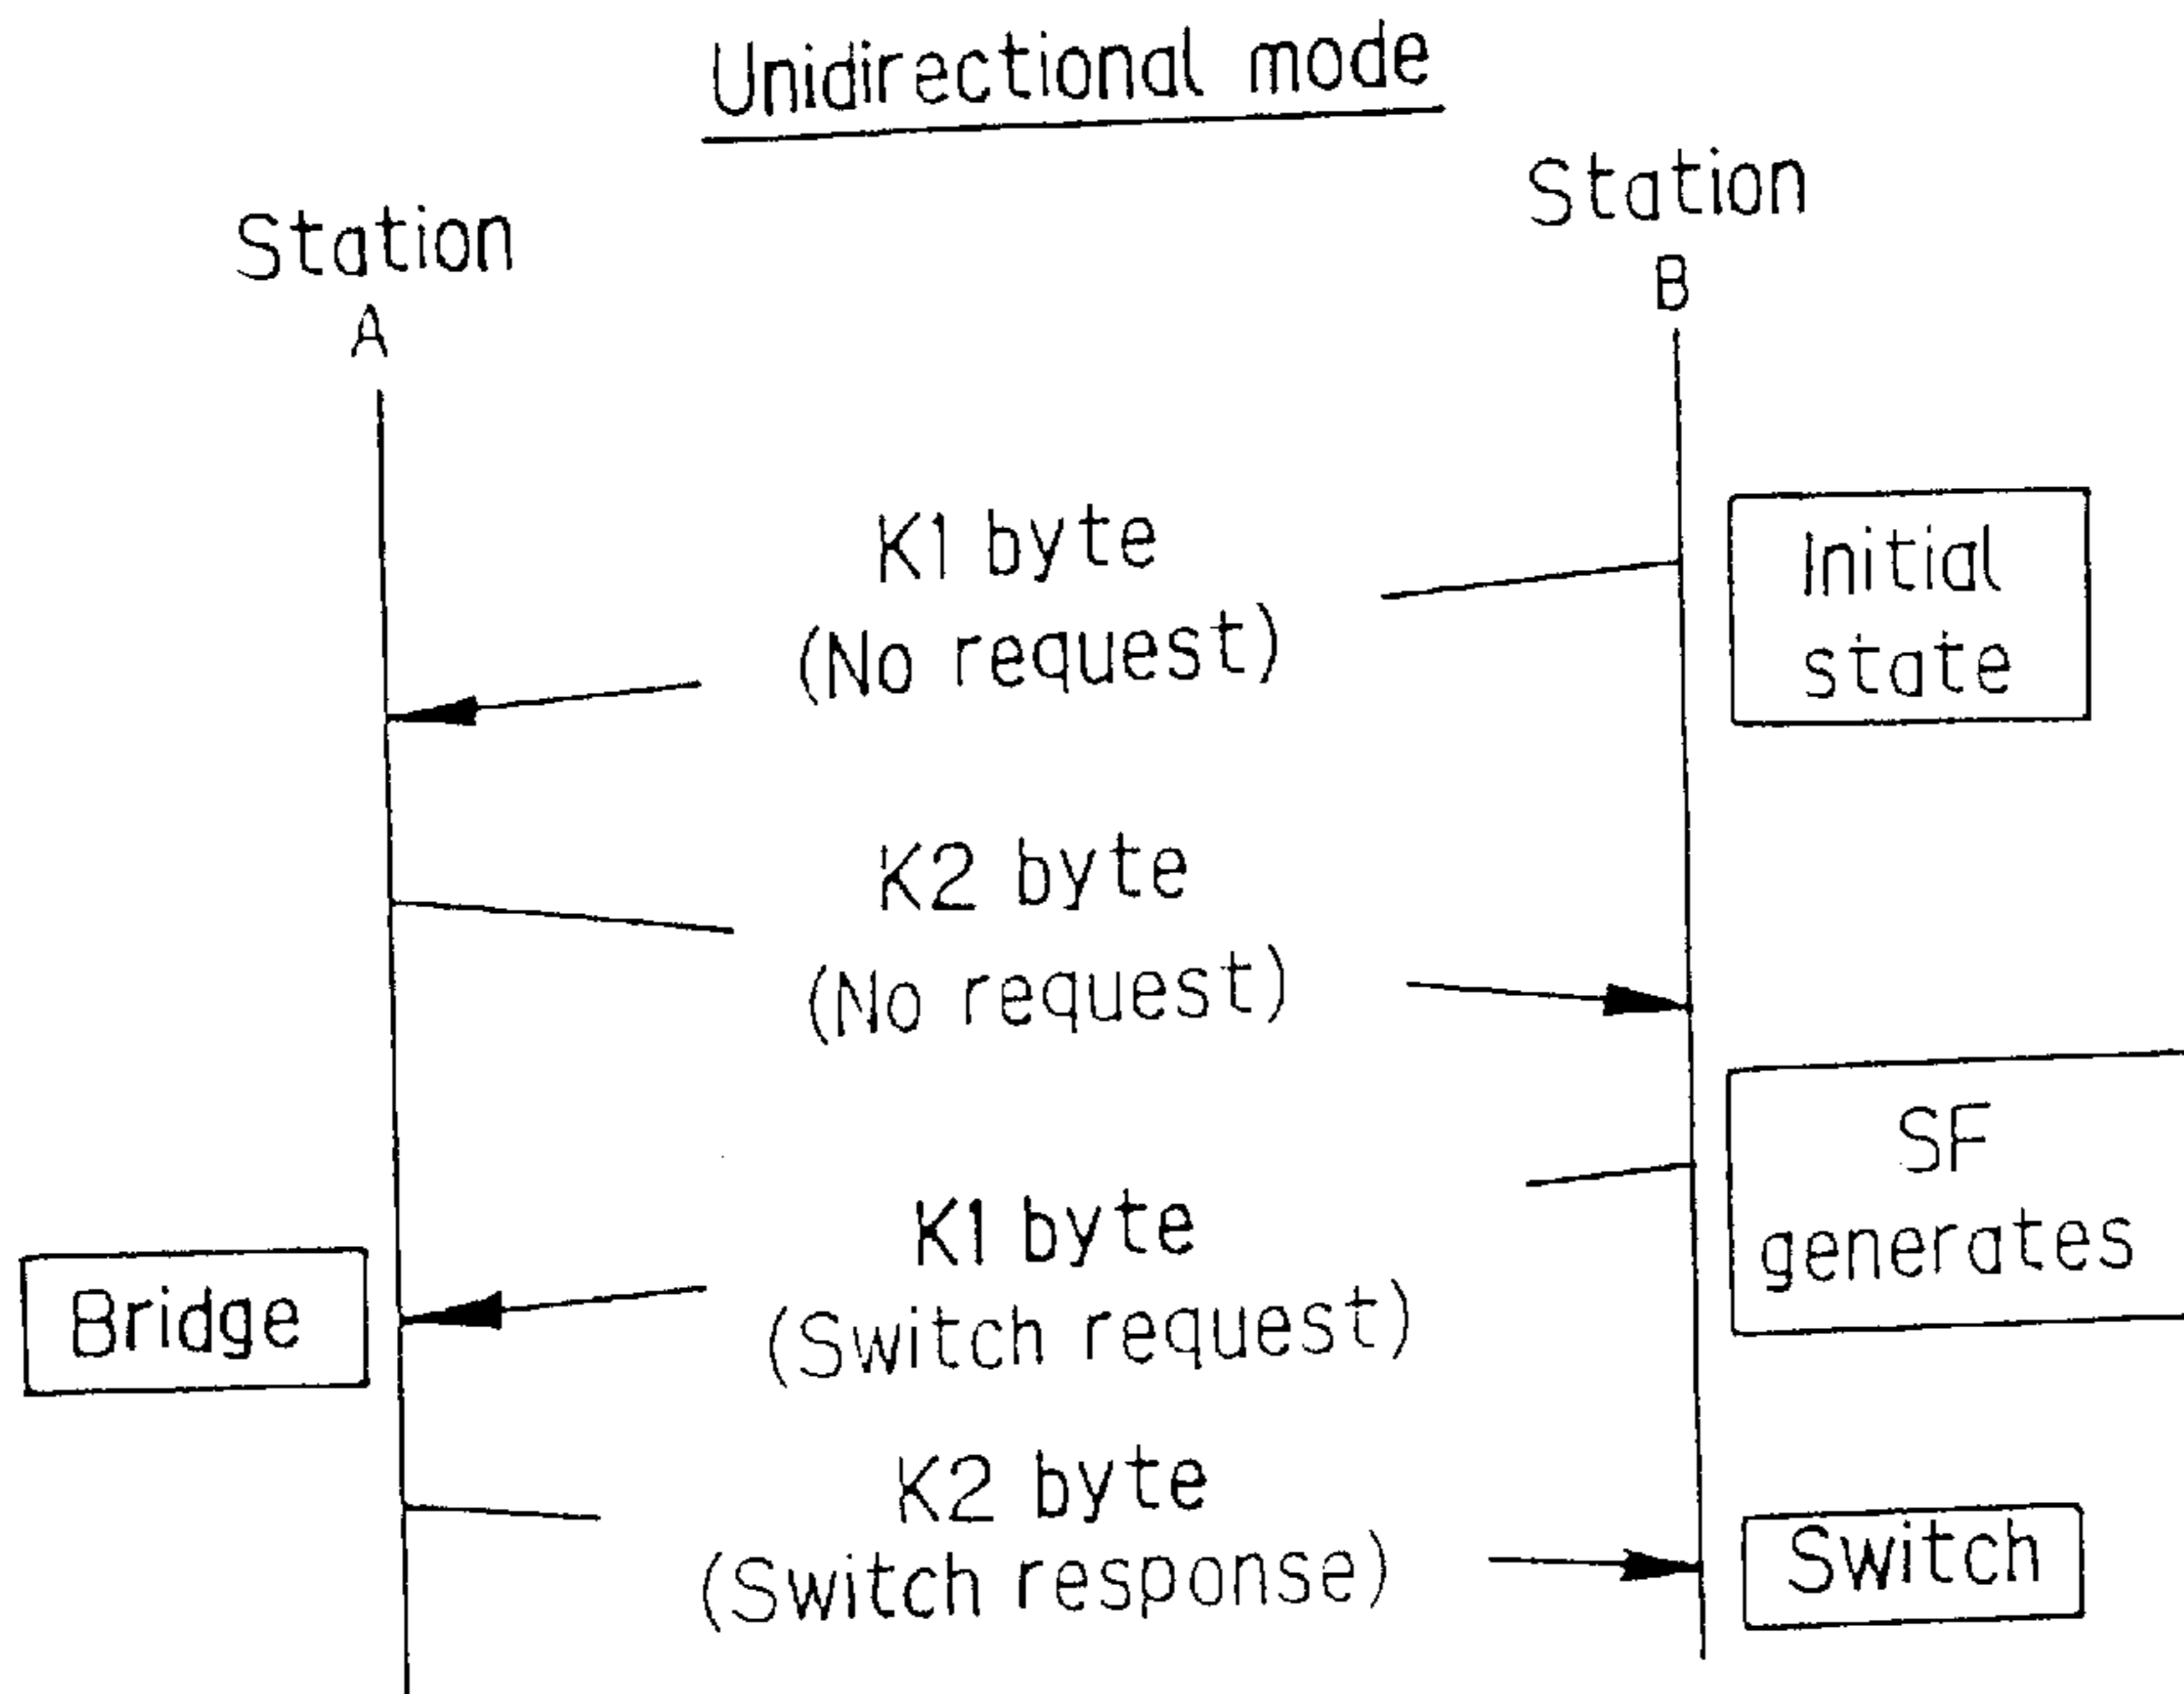 Unidirectional mode
Station
A
Station
B
K1 byte
(No request)
Initial
state
K2 byte
(No request)
SF
generates
K1 byte
(Switch request)
Bridge
K2 byte
(Switch response)
Switch